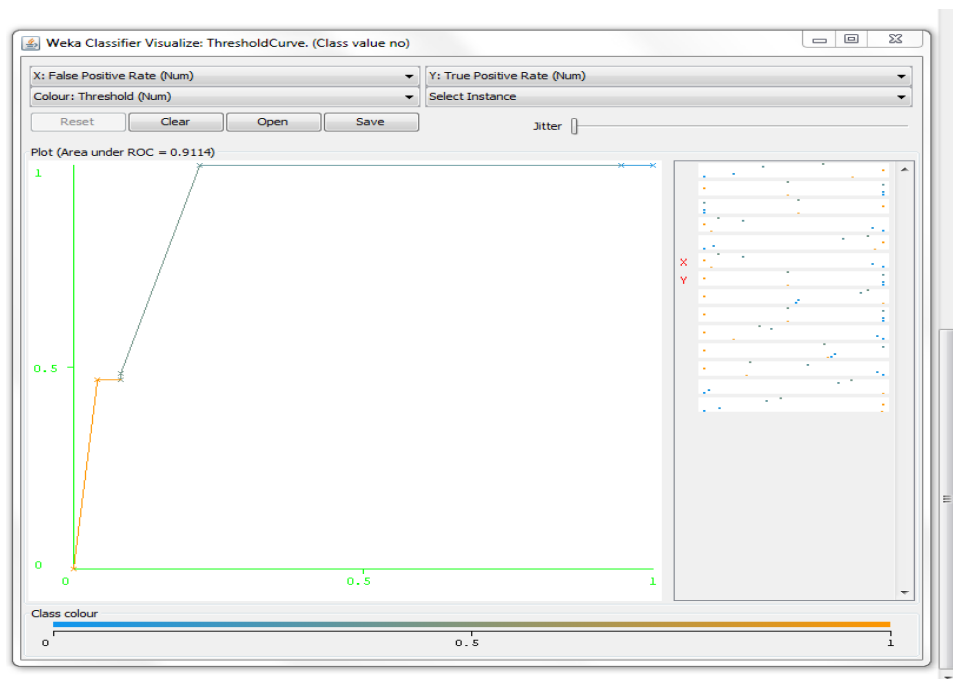 Weka Classifier Visualize: ThresholdCurve. (Class value no)
X: False Positive Rate (Num) Y: True Positive Rate (Num)
Colour: Threshold (Num) Select Instance
Reset Clear Open Save Jitter
Plot (Area under ROC = 0.9114)
1
X
Y
0.5
0
0 0.5 1
Class colour
0 0.5 1